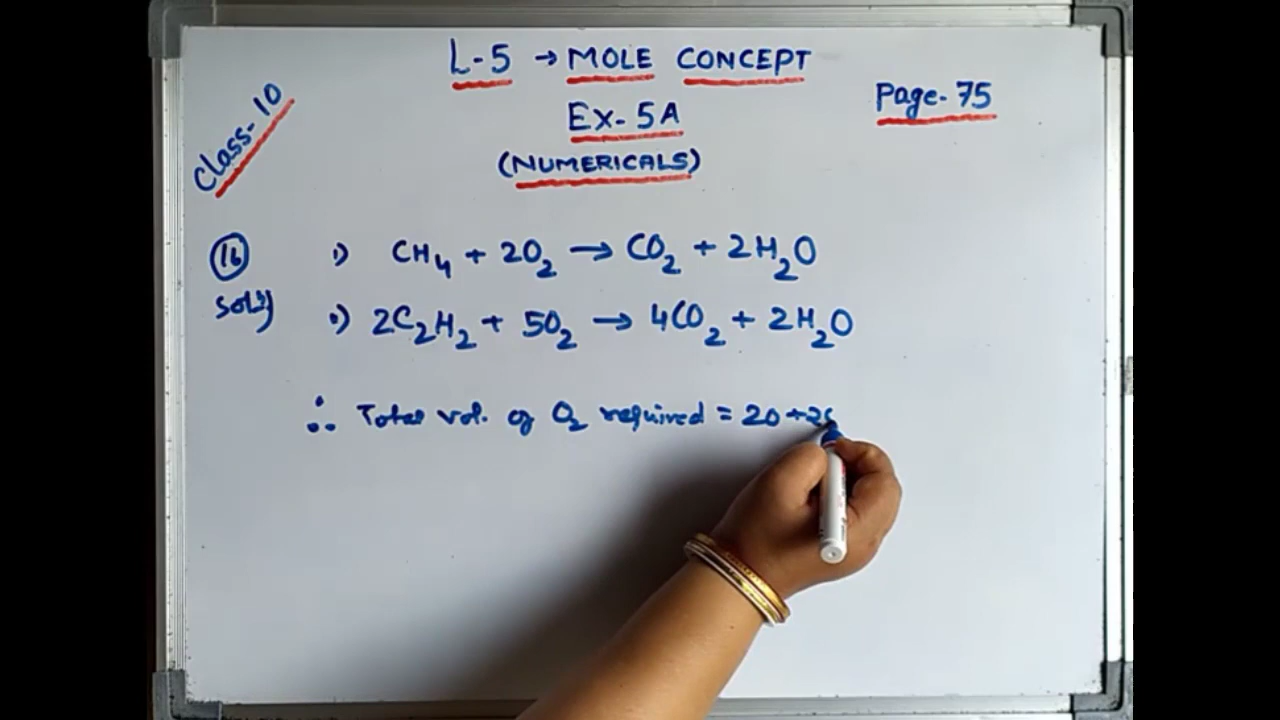 L-5 → MOLE CONCEPT
Class-10
Page-75
Ex-5A
(NUMERICALS)
16
Solⁿ
i) CH₄ + 2O₂ → CO₂ + 2H₂O
ii) 2C₂H₂ + 5O₂ → 4CO₂ + 2H₂O
∴ Total vol. of O₂ required = 20 + 2